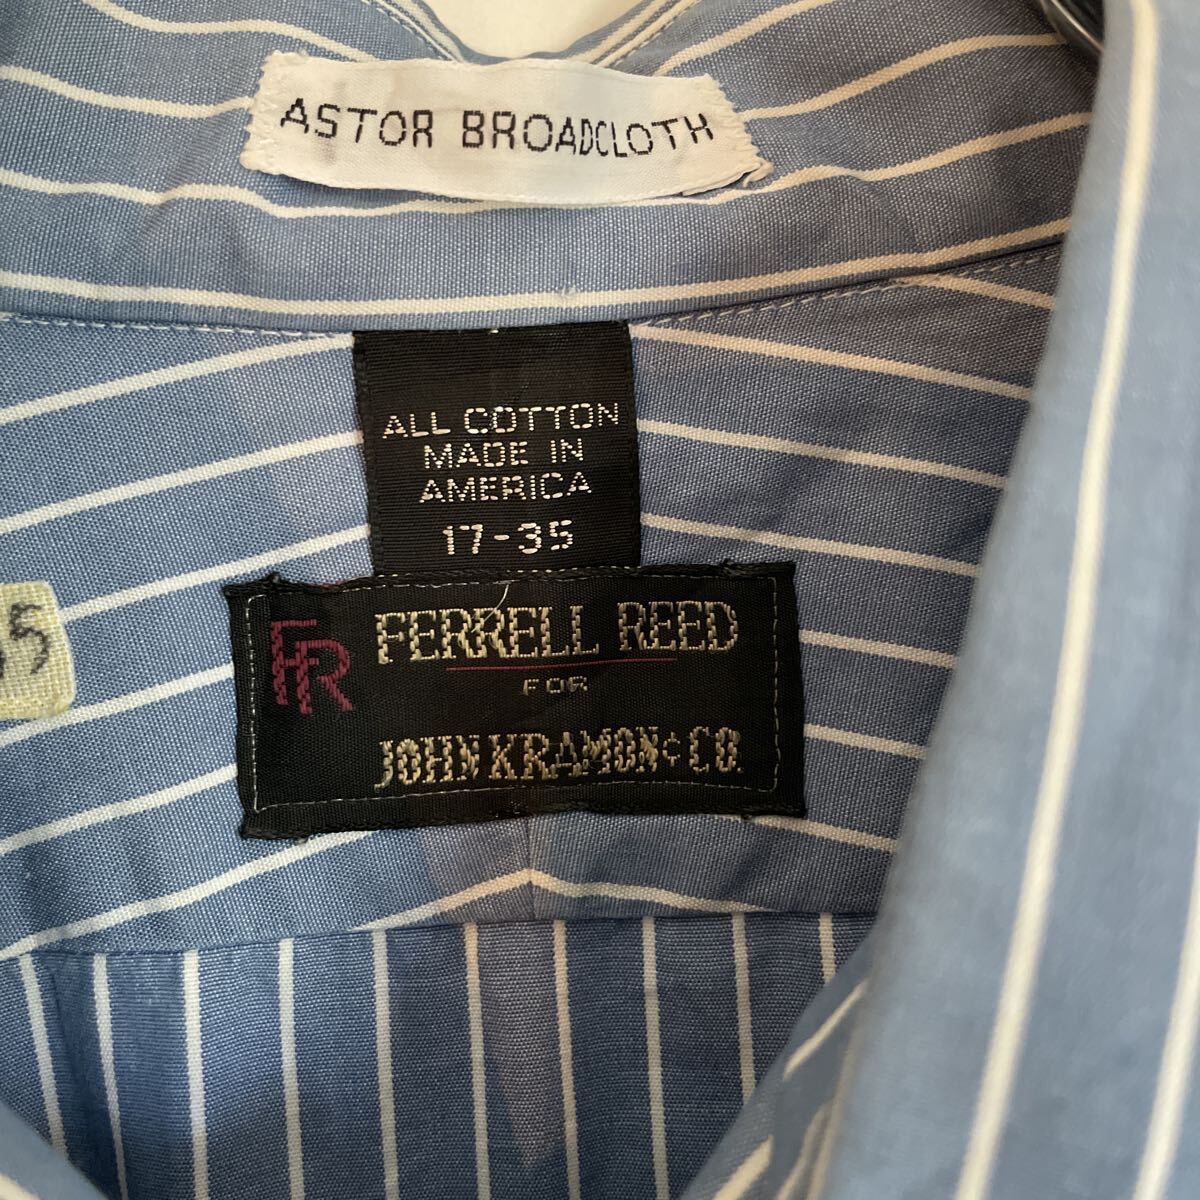 ASTOR BROADCLOTH
ALL COTTON
MADE IN
AMERICA
17-35
FR
FERRELL REED
FOR
JOHN KRAMON & CO.